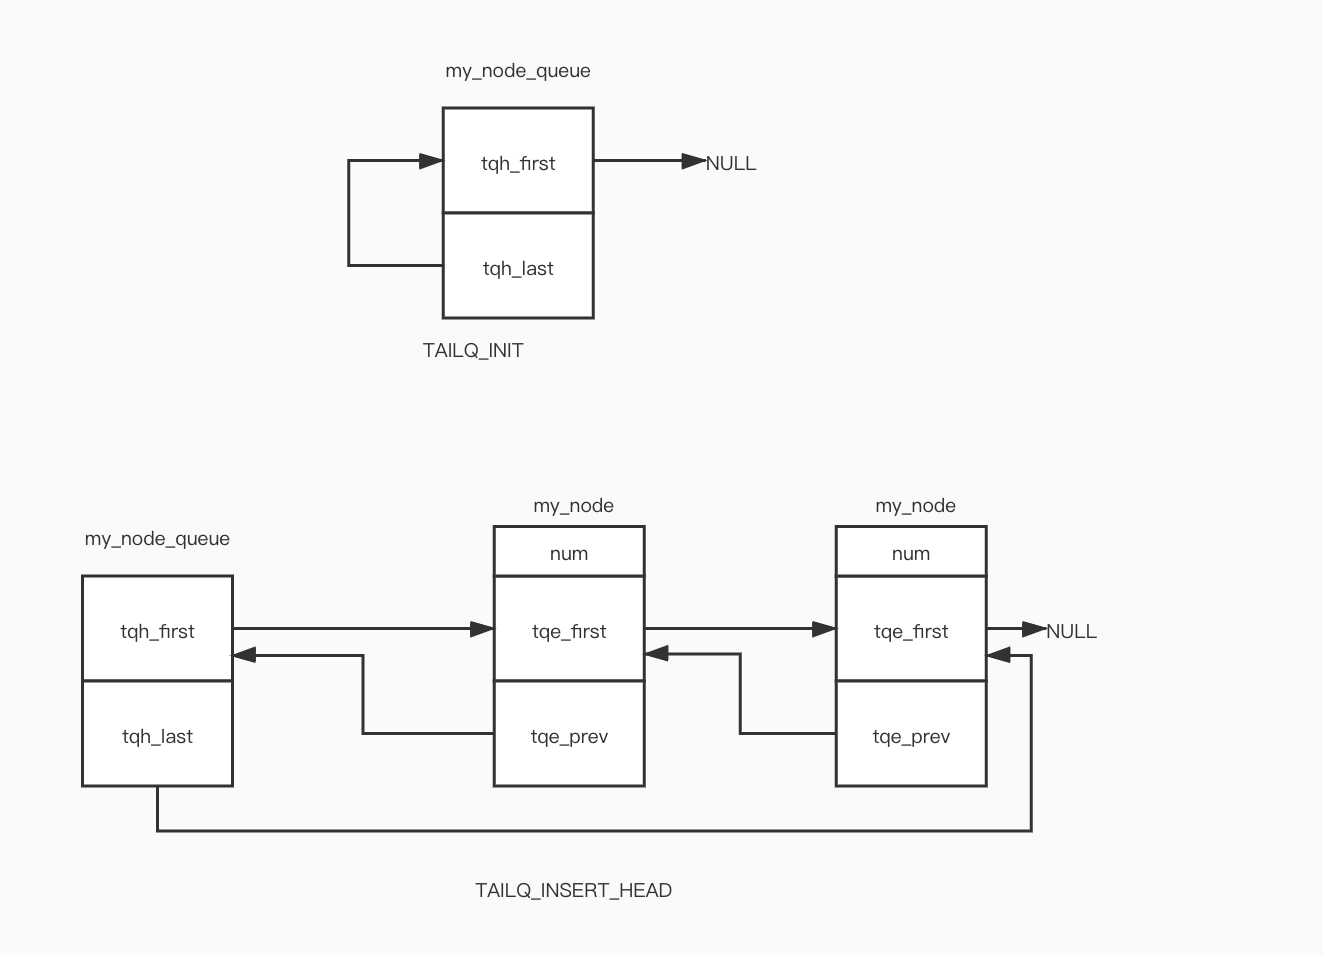 my_node_queue
tqh_first
NULL
tqh_last
TAILQ_INIT
my_node
my_node
my_node_queue
num
num
tqh_first
tqe_first
tqe_first
NULL
tqh_last
tqe_prev
tqe_prev
TAILQ_INSERT_HEAD